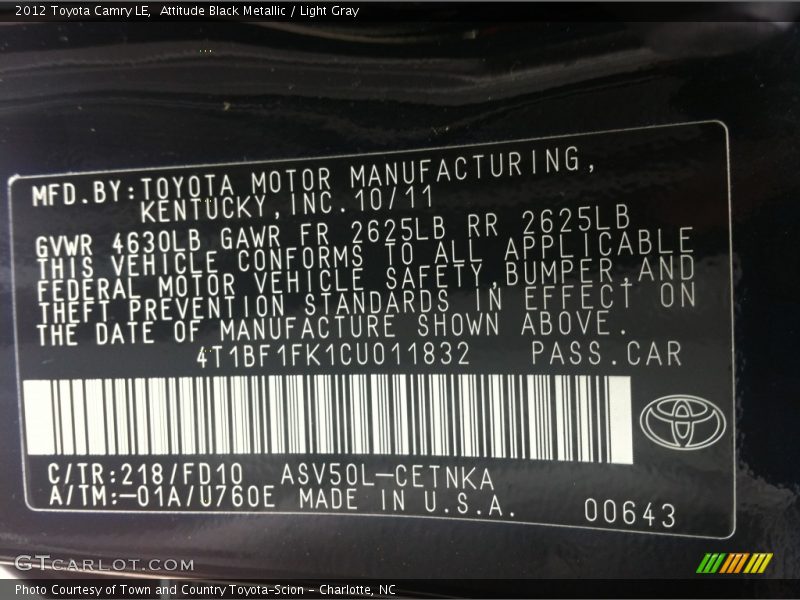 2012 Toyota Camry LE,  Attitude Black Metallic / Light Gray
MFD.BY:TOYOTA MOTOR MANUFACTURING,
KENTUCKY,INC.10/11
GVWR 4630LB GAWR FR 2625LB RR 2625LB
THIS VEHICLE CONFORMS TO ALL APPLICABLE
FEDERAL MOTOR VEHICLE SAFETY,BUMPER,AND
THEFT PREVENTION STANDARDS IN EFFECT ON
THE DATE OF MANUFACTURE SHOWN ABOVE.
4T1BF1FK1CU011832 PASS.CAR
C/TR:218/FD10 ASV50L-CETNKA
A/TM:-01A/U760E MADE IN U.S.A.
00643
GTCARLOT.COM
Photo Courtesy of Town and Country Toyota-Scion - Charlotte, NC